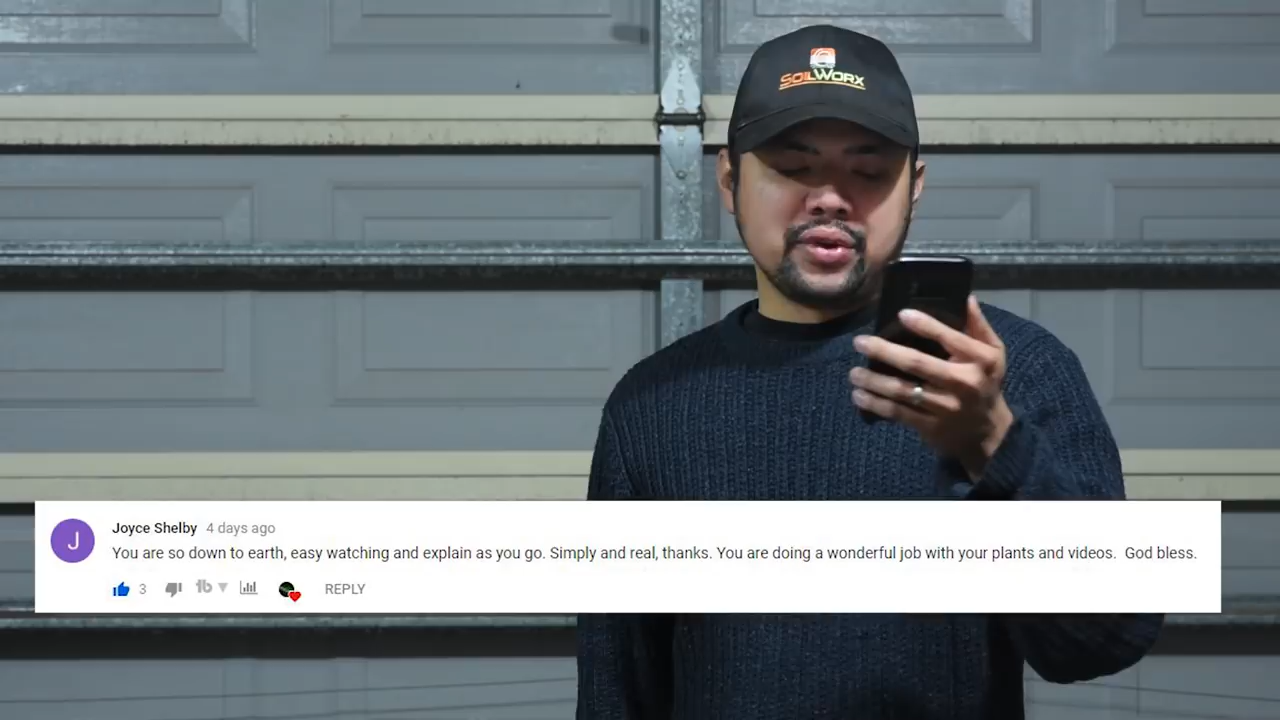 SOILWORX
Joyce Shelby 4 days ago
You are so down to earth, easy watching and explain as you go. Simply and real, thanks. You are doing a wonderful job with your plants and videos.  God bless.
3 tb REPLY
J